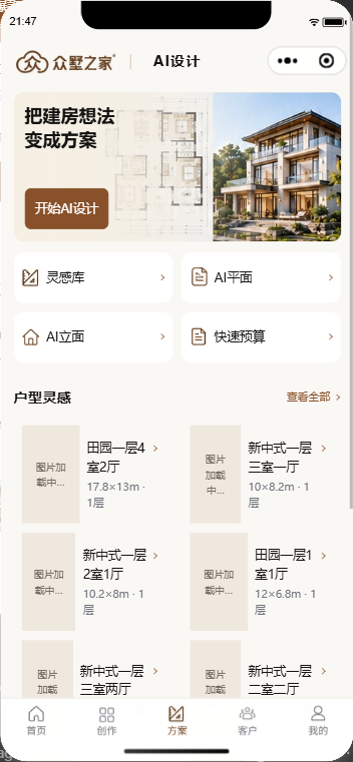 21:47
众墅之家
AI设计
把建房想法
变成方案
开始AI设计
灵感库
AI平面
AI立面
快速预算
户型灵感
查看全部
图片加
载中...
田园一层4
室2厅
17.8×13m ·
1层
图片
加载
中...
新中式一层
三室一厅
10×8.2m · 1
层
图片加
载中...
新中式一层
2室1厅
10.2×8m · 1
层
图片加
载中...
田园一层1
室1厅
12×6.8m · 1
层
图片
加载
新中式一层
三室两厅
图片
加载
新中式一层
二室二厅
首页
创作
方案
客户
我的